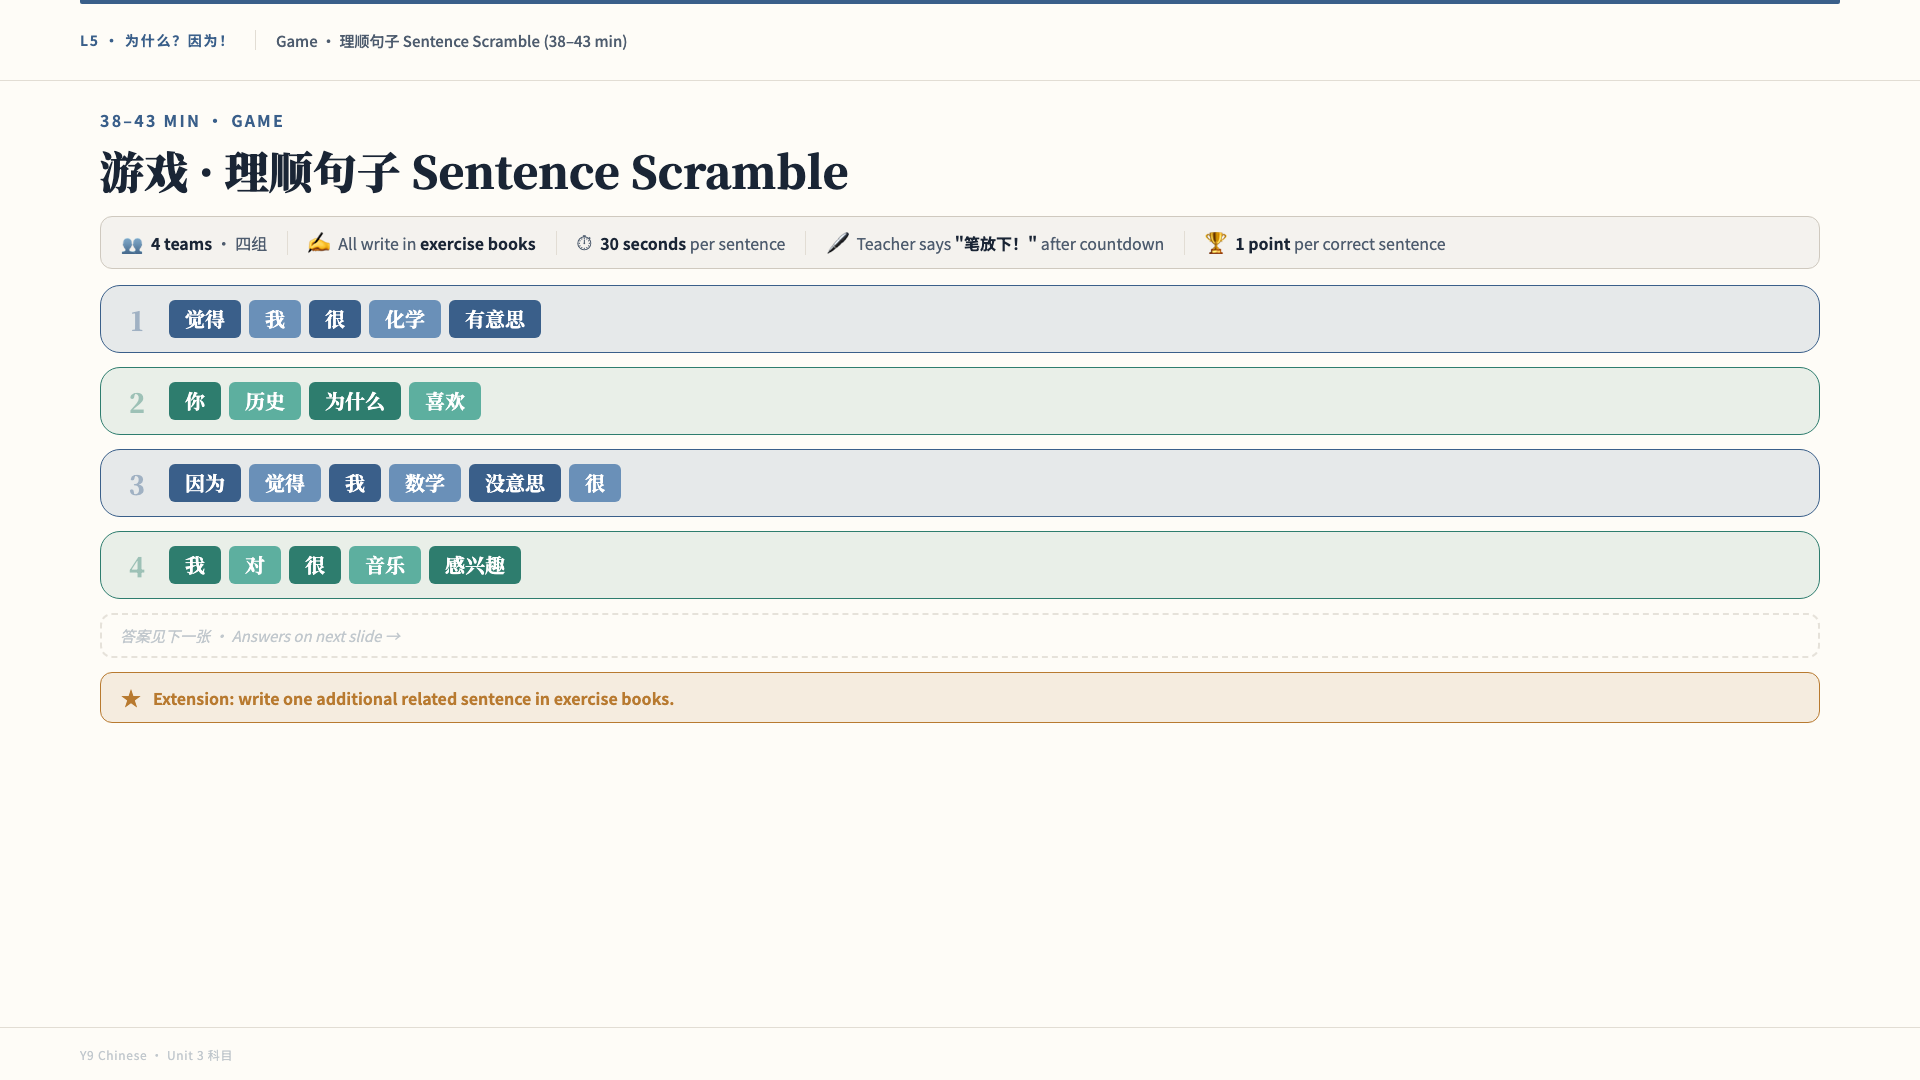 L5 • 为什么？因为！ Game • 理顺句子 Sentence Scramble (38–43 min)
38–43 MIN • GAME
游戏 · 理顺句子 Sentence Scramble
👥 4 teams • 四组 ✍️ All write in exercise books ⏱ 30 seconds per sentence 🖊 Teacher says "笔放下！" after countdown 🏆 1 point per correct sentence
1 觉得 我 很 化学 有意思
2 你 历史 为什么 喜欢
3 因为 觉得 我 数学 没意思 很
4 我 对 很 音乐 感兴趣
答案见下一张 • Answers on next slide →
★ Extension: write one additional related sentence in exercise books.
Y9 Chinese • Unit 3 科目